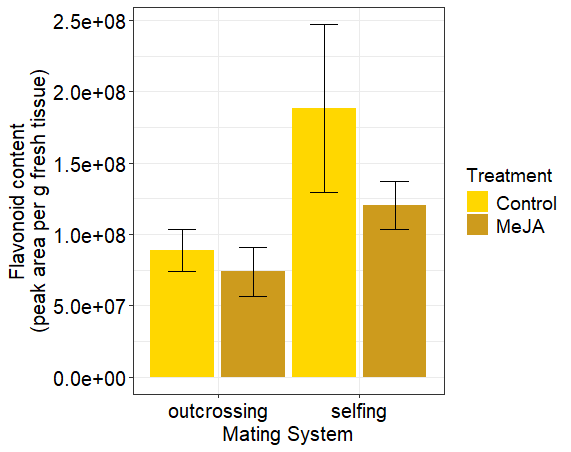 Flavonoid content
(peak area per g fresh tissue)
2.5e+08
2.0e+08
1.5e+08
1.0e+08
5.0e+07
0.0e+00
outcrossing
selfing
Mating System
Treatment
Control
MeJA